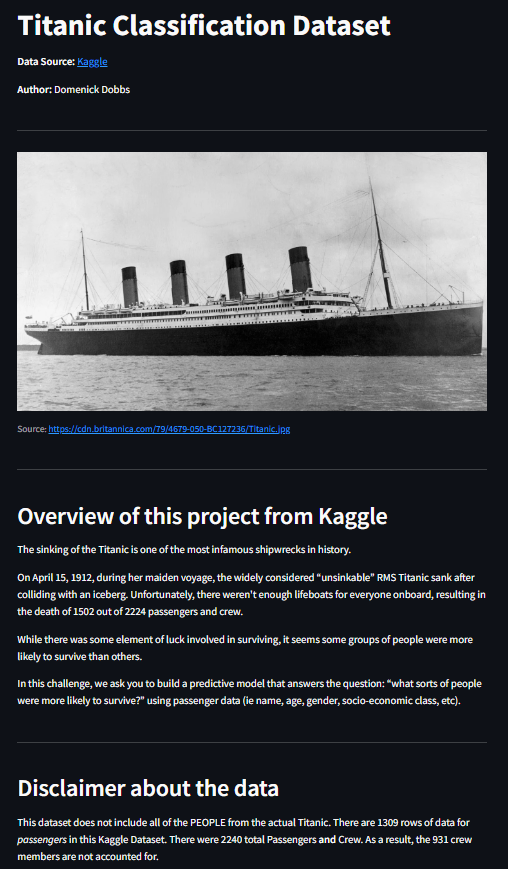 Titanic Classification Dataset
Data Source: Kaggle
Author: Domenick Dobbs
Source: https://cdn.britannica.com/79/4679-050-BC127236/Titanic.jpg
Overview of this project from Kaggle
The sinking of the Titanic is one of the most infamous shipwrecks in history.
On April 15, 1912, during her maiden voyage, the widely considered “unsinkable” RMS Titanic sank after
colliding with an iceberg. Unfortunately, there weren't enough lifeboats for everyone onboard, resulting in
the death of 1502 out of 2224 passengers and crew.
While there was some element of luck involved in surviving, it seems some groups of people were more
likely to survive than others.
In this challenge, we ask you to build a predictive model that answers the question: “what sorts of people
were more likely to survive?” using passenger data (ie name, age, gender, socio-economic class, etc).
Disclaimer about the data
This dataset does not include all of the PEOPLE from the actual Titanic. There are 1309 rows of data for
passengers in this Kaggle Dataset. There were 2240 total Passengers and Crew. As a result, the 931 crew
members are not accounted for.